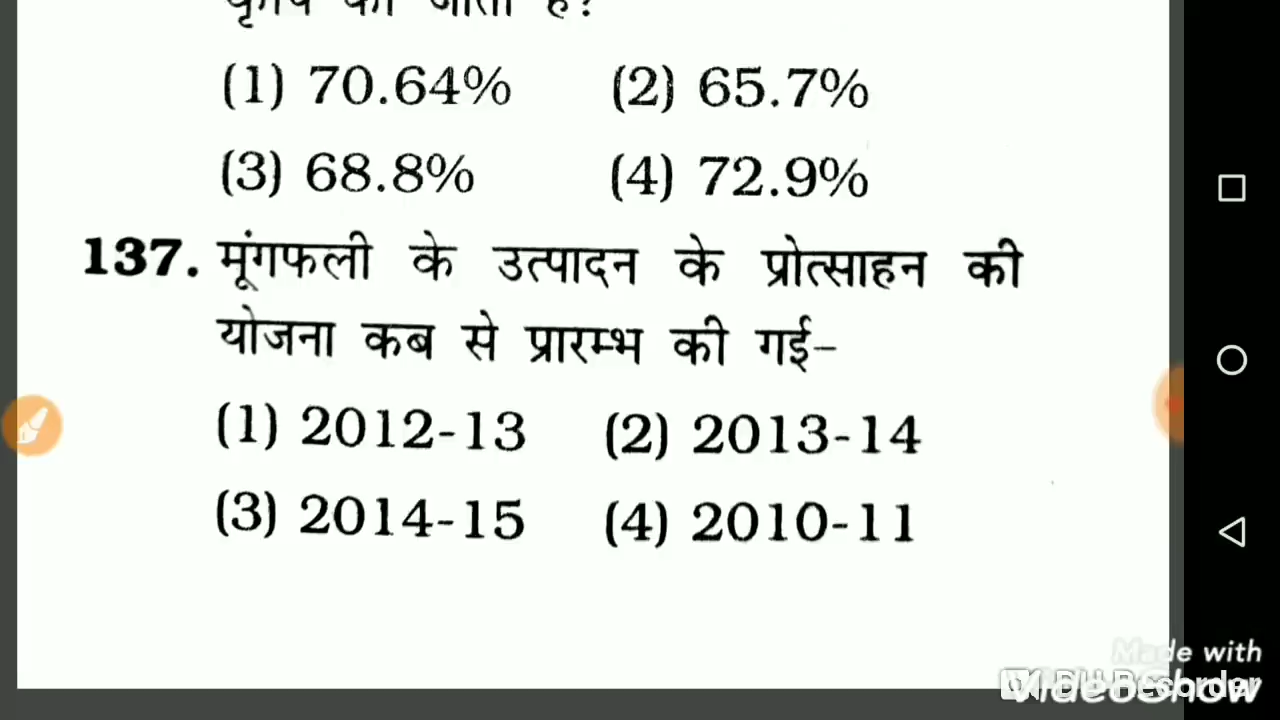 कृषि की जाती है?
(1) 70.64% (2) 65.7%
(3) 68.8% (4) 72.9%
137. मूंगफली के उत्पादन के प्रोत्साहन की
योजना कब से प्रारम्भ की गई–
(1) 2012-13 (2) 2013-14
(3) 2014-15 (4) 2010-11
Made with
VideoShow